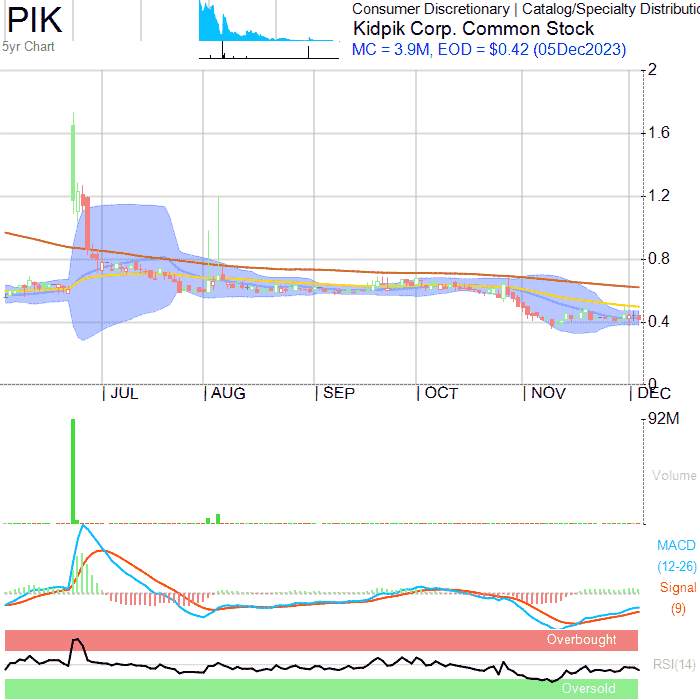 PIK
5yr Chart
Consumer Discretionary | Catalog/Specialty Distributio
Kidpik Corp. Common Stock
MC = 3.9M, EOD = $0.42 (05Dec2023)
2
1.6
1.2
0.8
0.4
0
JUL AUG SEP OCT NOV DEC
92M
Volume
MACD
(12-26)
Signal
(9)
Overbought
RSI(14)
Oversold